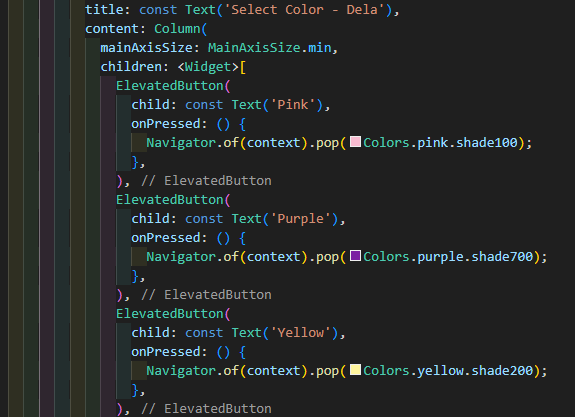 title: const Text('Select Color - Dela'),
content: Column(
mainAxisSize: MainAxisSize.min,
children: <Widget>[
ElevatedButton(
child: const Text('Pink'),
onPressed: () {
Navigator.of(context).pop(Colors.pink.shade100);
},
), // ElevatedButton
ElevatedButton(
child: const Text('Purple'),
onPressed: () {
Navigator.of(context).pop(Colors.purple.shade700);
},
), // ElevatedButton
ElevatedButton(
child: const Text('Yellow'),
onPressed: () {
Navigator.of(context).pop(Colors.yellow.shade200);
},
), // ElevatedButton